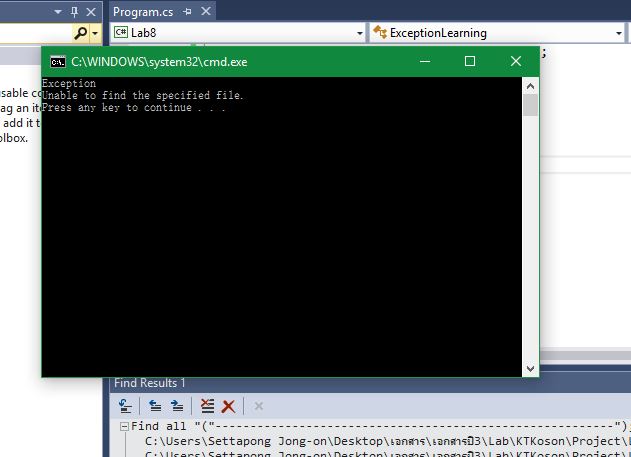 Program.cs
Lab8
ExceptionLearning
;
C:\WINDOWS\system32\cmd.exe
Exception
Unable to find the specified file.
Press any key to continue . . .
usable co
ag an ite
add it to
olbox.
Find Results 1
Find all "("---------------------------------------------------");
C:\Users\Settapong Jong-on\Desktop\เอกสาร\เอกสารปี3\Lab\KTKoson\Project\L
C:\Users\Settapong Jong-on\Desktop\เอกสาร\เอกสารปี3\Lab\KTKoson\Project\L